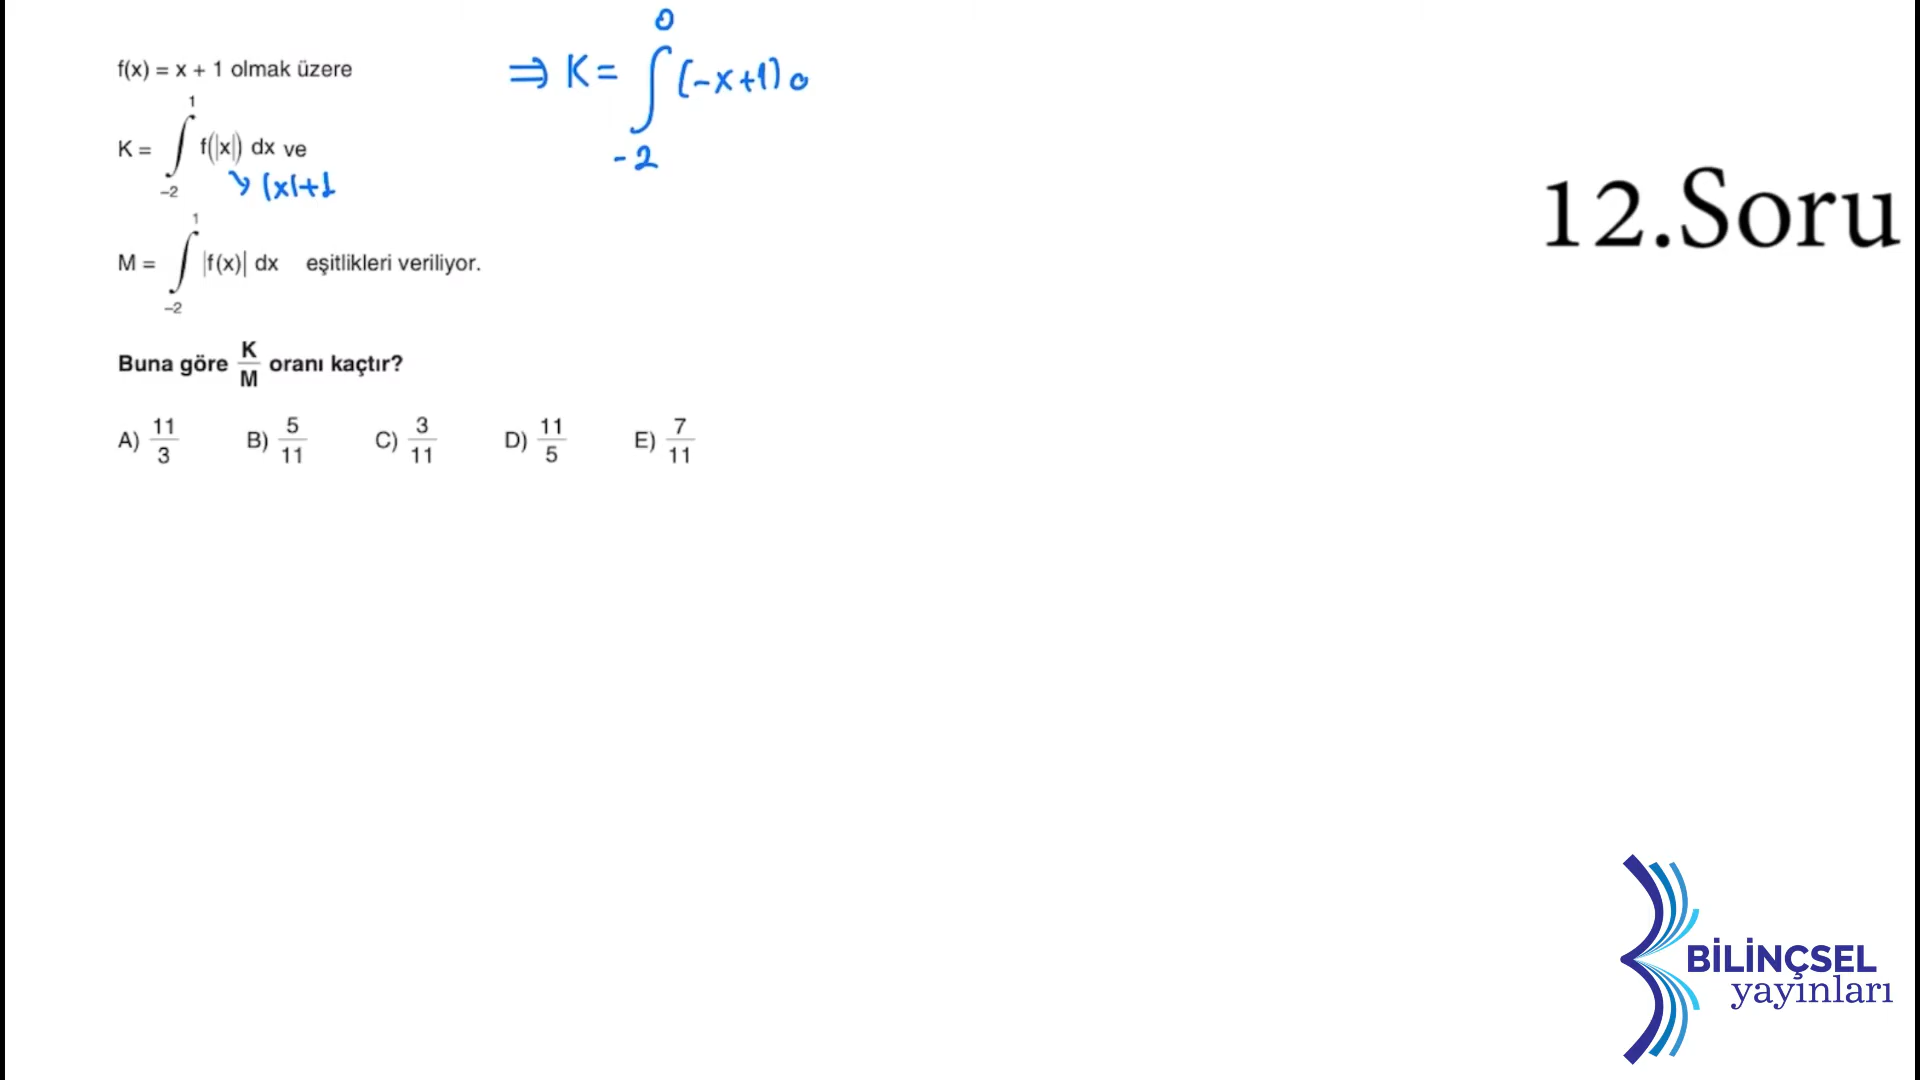 f(x) = x + 1 olmak üzere
K = ∫_{-2}^{1} f(|x|) dx ve
↘ |x|+1
M = ∫_{-2}^{1} |f(x)| dx eşitlikleri veriliyor.
Buna göre K/M oranı kaçtır?
A) 11/3 B) 5/11 C) 3/11 D) 11/5 E) 7/11
⇒ K = ∫_{-2}^{0} (-x+1) o
12.Soru
BİLİNÇSEL
yayınları